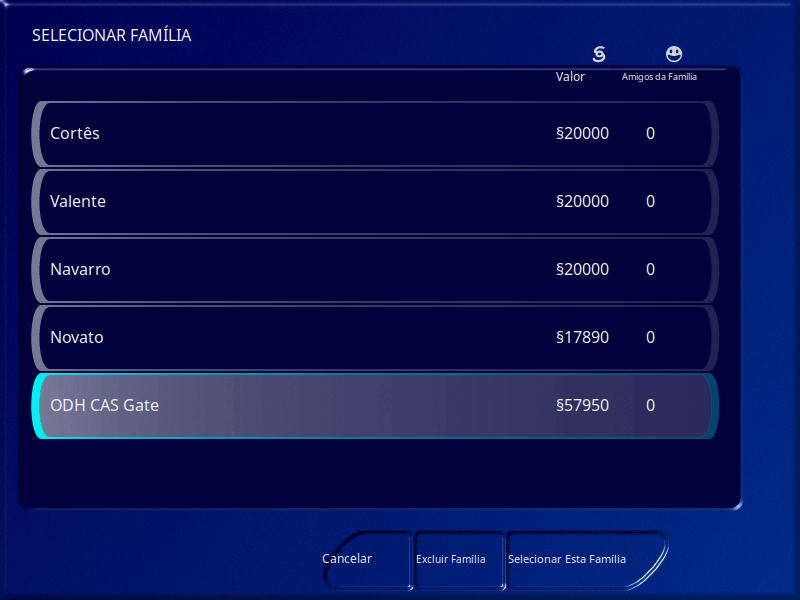 SELECIONAR FAMÍLIA
Valor Amigos da Família
Cortês §20000 0
Valente §20000 0
Navarro §20000 0
Novato §17890 0
ODH CAS Gate §57950 0
Cancelar Excluir Família Selecionar Esta Família